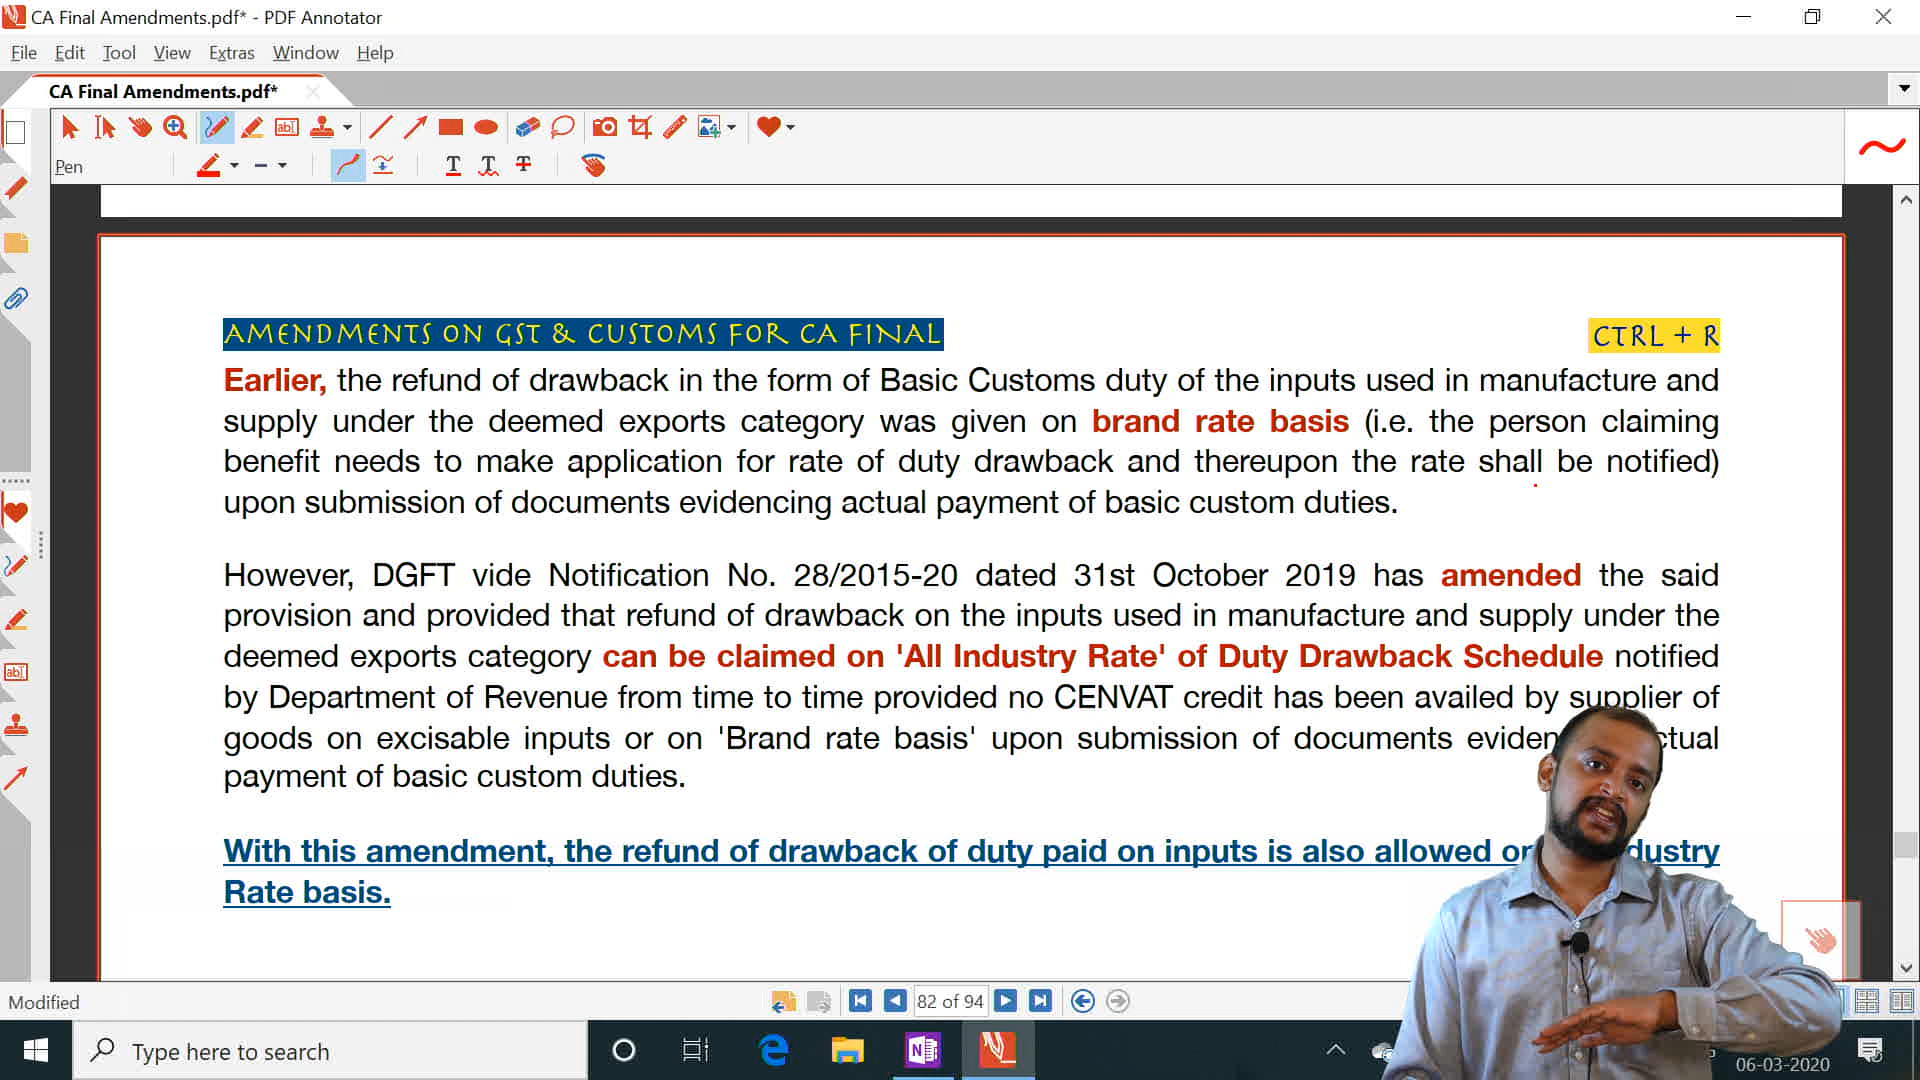 CA Final Amendments.pdf* - PDF Annotator
File Edit Tool View Extras Window Help
CA Final Amendments.pdf*
Pen
AMENDMENTS ON GST & CUSTOMS FOR CA FINAL
CTRL + R
Earlier, the refund of drawback in the form of Basic Customs duty of the inputs used in manufacture and
supply under the deemed exports category was given on brand rate basis (i.e. the person claiming
benefit needs to make application for rate of duty drawback and thereupon the rate shall be notified)
upon submission of documents evidencing actual payment of basic custom duties.
However, DGFT vide Notification No. 28/2015-20 dated 31st October 2019 has amended the said
provision and provided that refund of drawback on the inputs used in manufacture and supply under the
deemed exports category can be claimed on 'All Industry Rate' of Duty Drawback Schedule notified
by Department of Revenue from time to time provided no CENVAT credit has been availed by supplier of
goods on excisable inputs or on 'Brand rate basis' upon submission of documents
payment of basic custom duties.
With this amendment, the refund of drawback of duty paid on inputs is also allowed
Rate basis.
Modified
82 of 94
Type here to search
06-03-2020